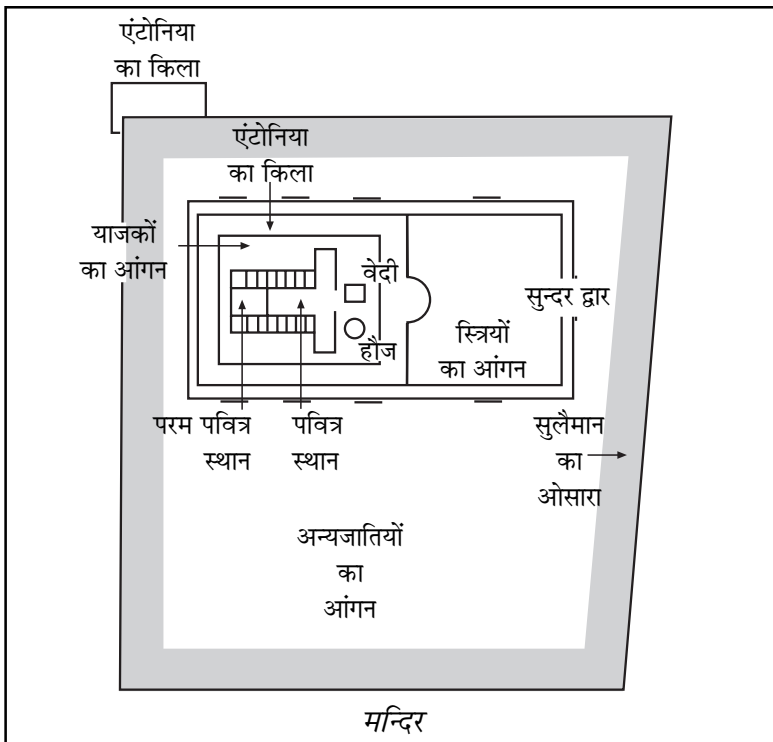 एंटोनिया
का किला
एंटोनिया
का किला
याजकों
का आंगन
वेदी
हौज
स्त्रियों
का आंगन
सुन्दर द्वार
परम पवित्र
स्थान
पवित्र
स्थान
सुलैमान
का
ओसारा
अन्यजातियों
का
आंगन
मन्दिर